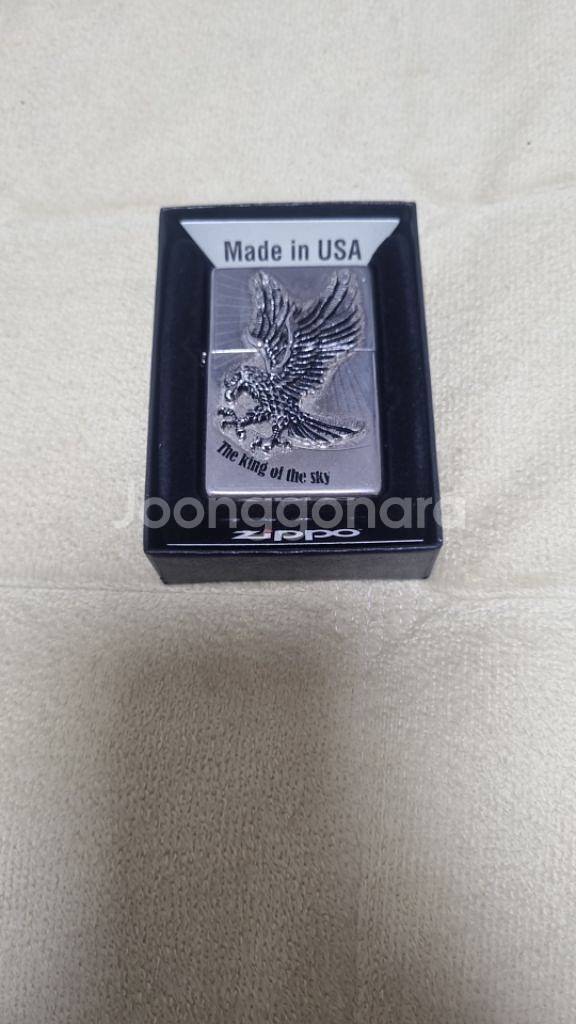 Made in USA
The king of the sky
Joonggonara
zippo